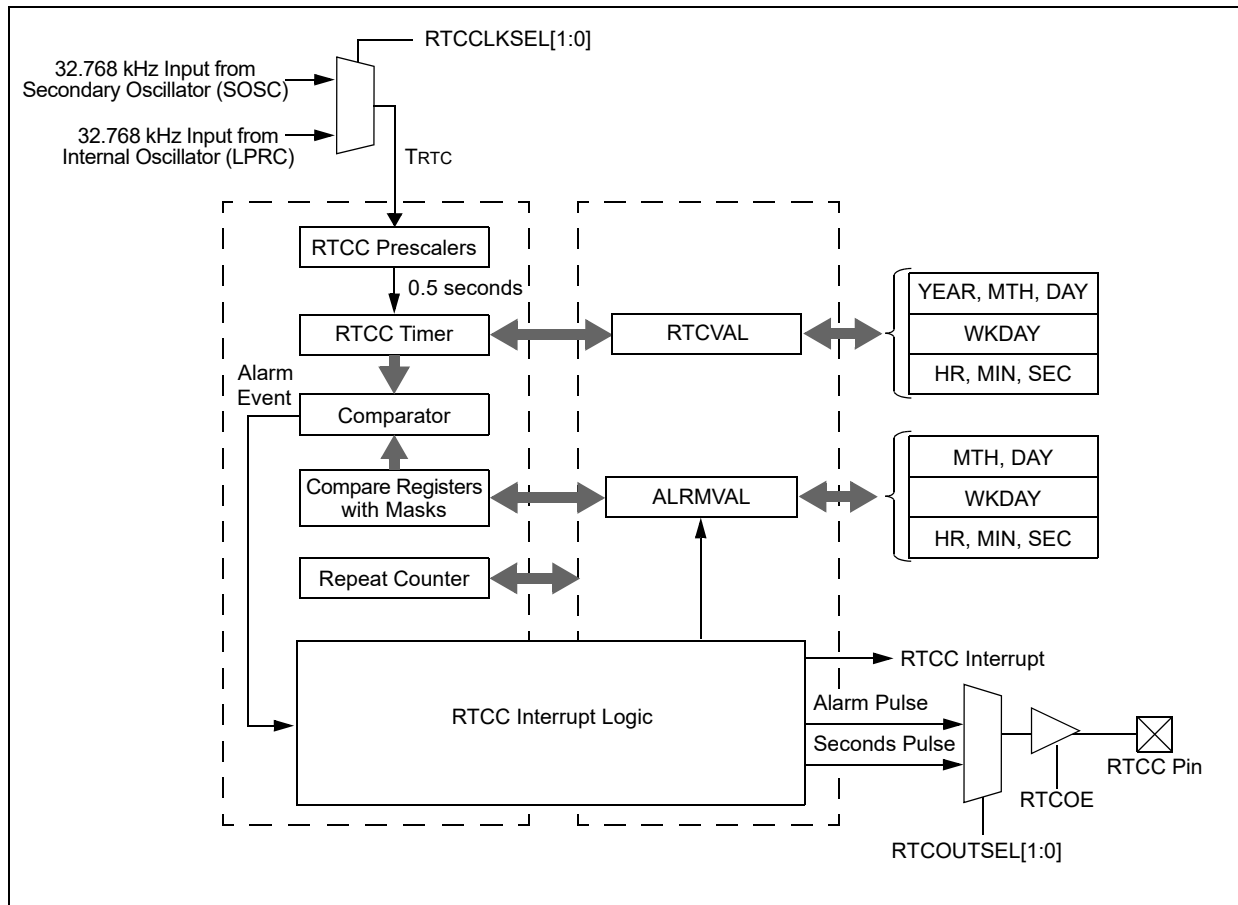 RTCCLKSEL[1:0]
32.768 kHz Input from
Secondary Oscillator (SOSC)
32.768 kHz Input from
Internal Oscillator (LPRC)
TRTC
RTCC Prescalers
0.5 seconds
RTCC Timer
RTCVAL
YEAR, MTH, DAY
WKDAY
HR, MIN, SEC
Alarm
Event
Comparator
Compare Registers
with Masks
ALRMVAL
MTH, DAY
WKDAY
HR, MIN, SEC
Repeat Counter
RTCC Interrupt Logic
RTCC Interrupt
Alarm Pulse
Seconds Pulse
RTCC Pin
RTCOE
RTCOUTSEL[1:0]